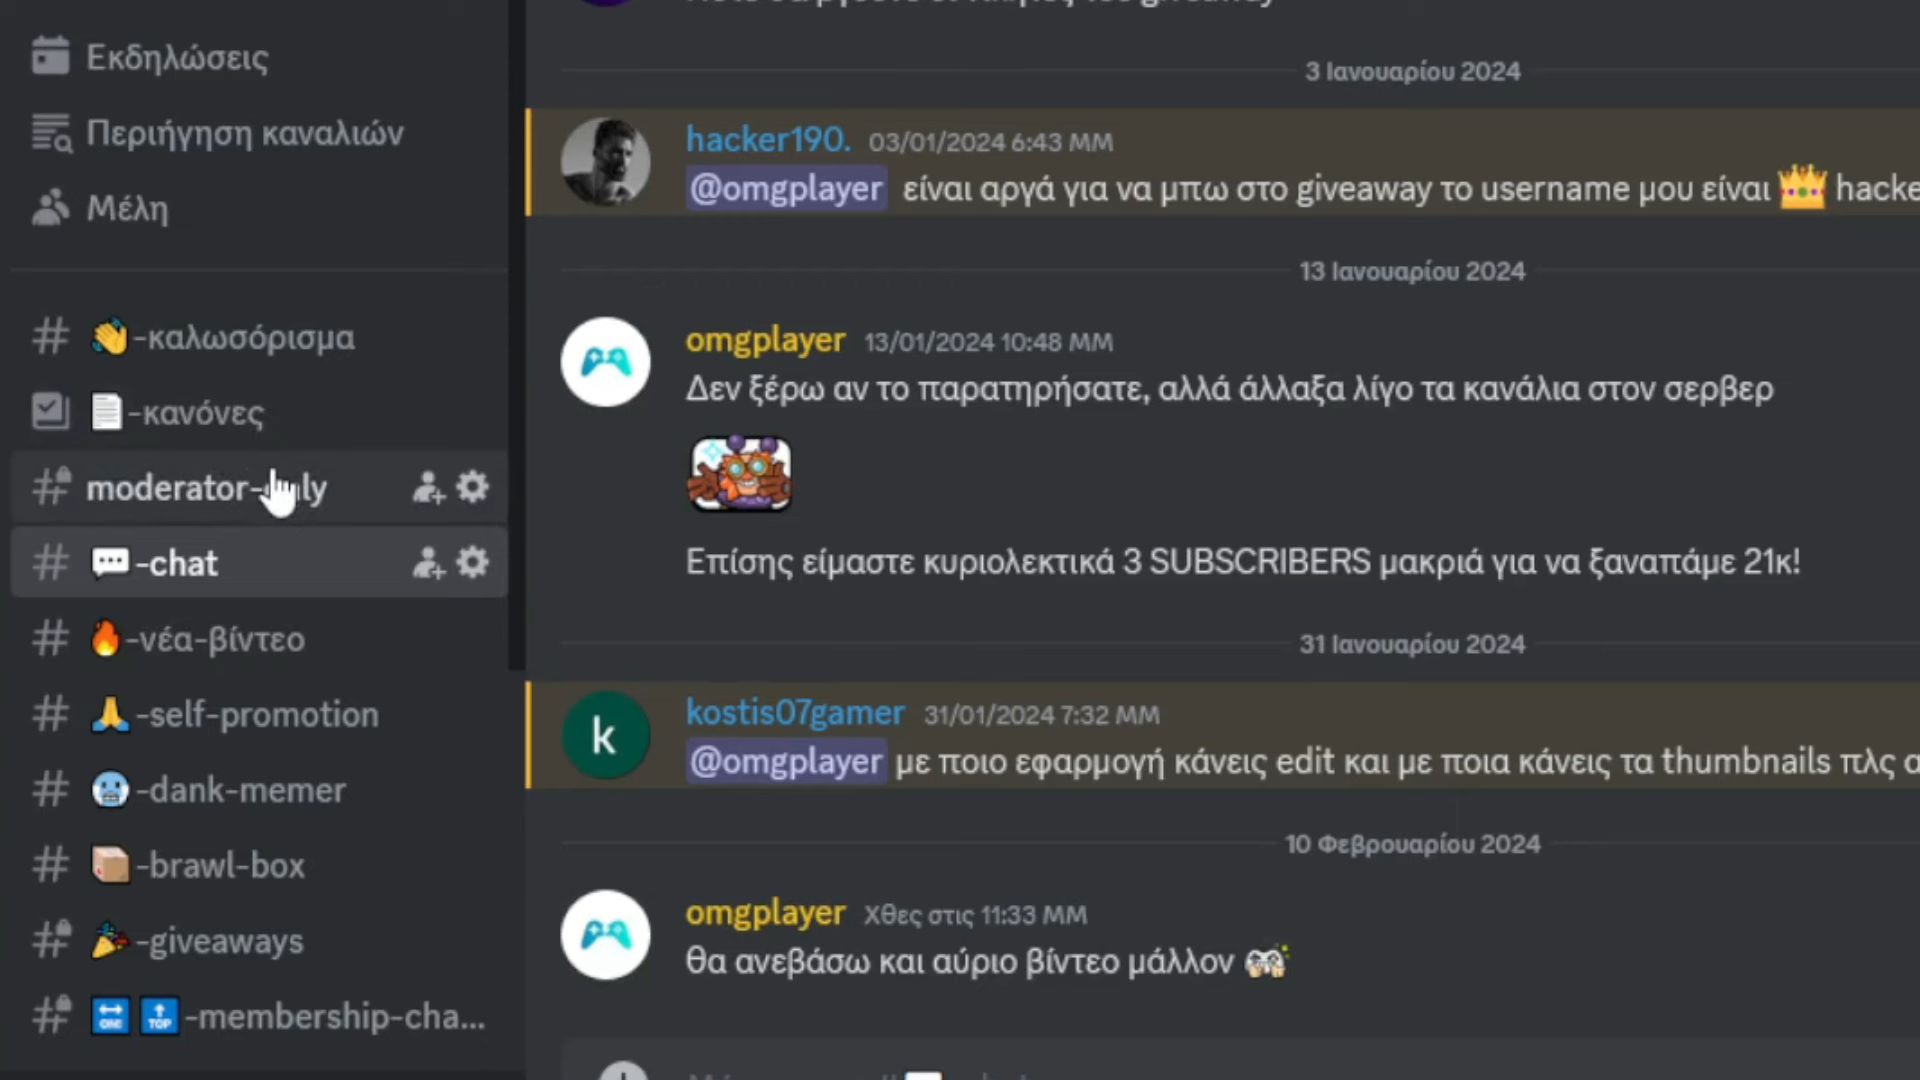 Εκδηλώσεις
Περιήγηση καναλιών
Μέλη
-καλωσόρισμα
-κανόνες
moderator-only
-chat
-νέα-βίντεο
-self-promotion
-dank-memer
-brawl-box
-giveaways
-membership-cha...
giveaway
3 Ιανουαρίου 2024
hacker190. 03/01/2024 6:43 ΜΜ
@omgplayer είναι αργά για να μπω στο giveaway το username μου είναι 👑 hacke
13 Ιανουαρίου 2024
omgplayer 13/01/2024 10:48 ΜΜ
Δεν ξέρω αν το παρατηρήσατε, αλλά άλλαξα λίγο τα κανάλια στον σερβερ
Επίσης είμαστε κυριολεκτικά 3 SUBSCRIBERS μακριά για να ξαναπάμε 21κ!
31 Ιανουαρίου 2024
kostis07gamer 31/01/2024 7:32 ΜΜ
@omgplayer με ποιο εφαρμογή κάνεις edit και με ποια κάνεις τα thumbnails πλς
10 Φεβρουαρίου 2024
omgplayer Χθες στις 11:33 ΜΜ
θα ανεβάσω και αύριο βίντεο μάλλον